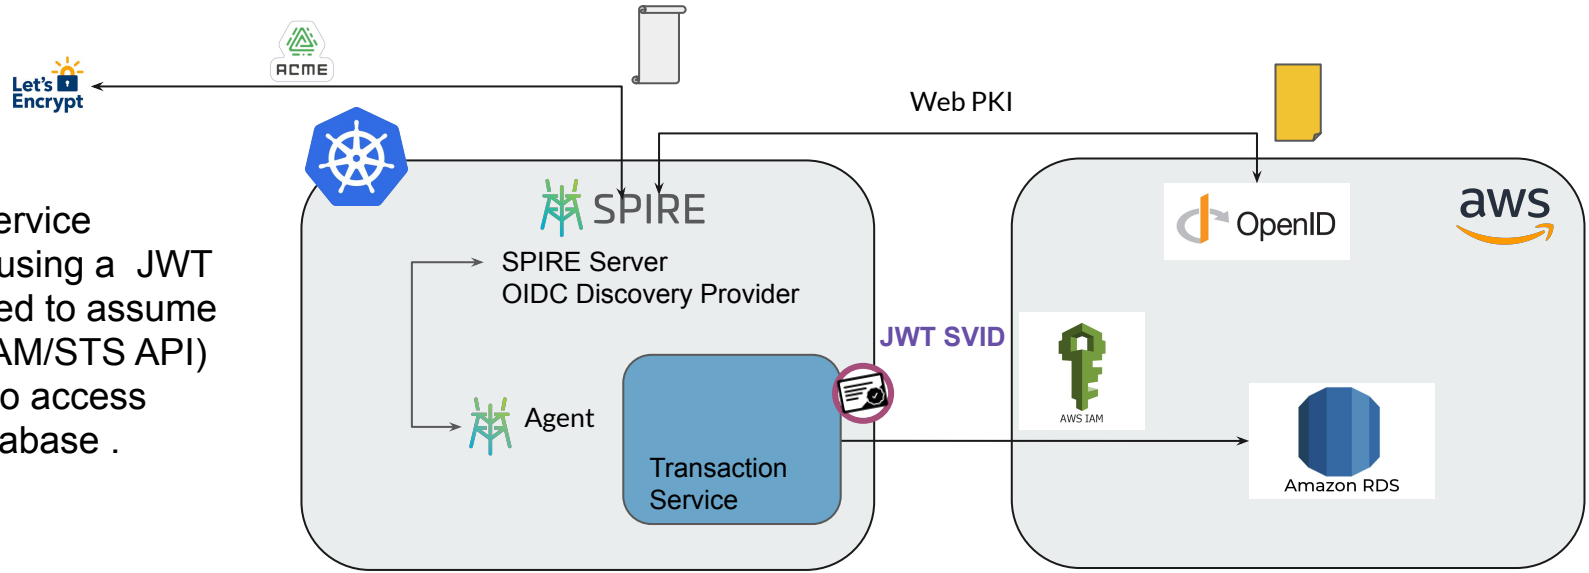 ACME
Let's
Encrypt
Web PKI
ervice
using a JWT
ed to assume
AM/STS API)
o access
abase .
SPIRE
SPIRE Server
OIDC Discovery Provider
Agent
Transaction
Service
JWT SVID
OpenID
aws
AWS IAM
Amazon RDS